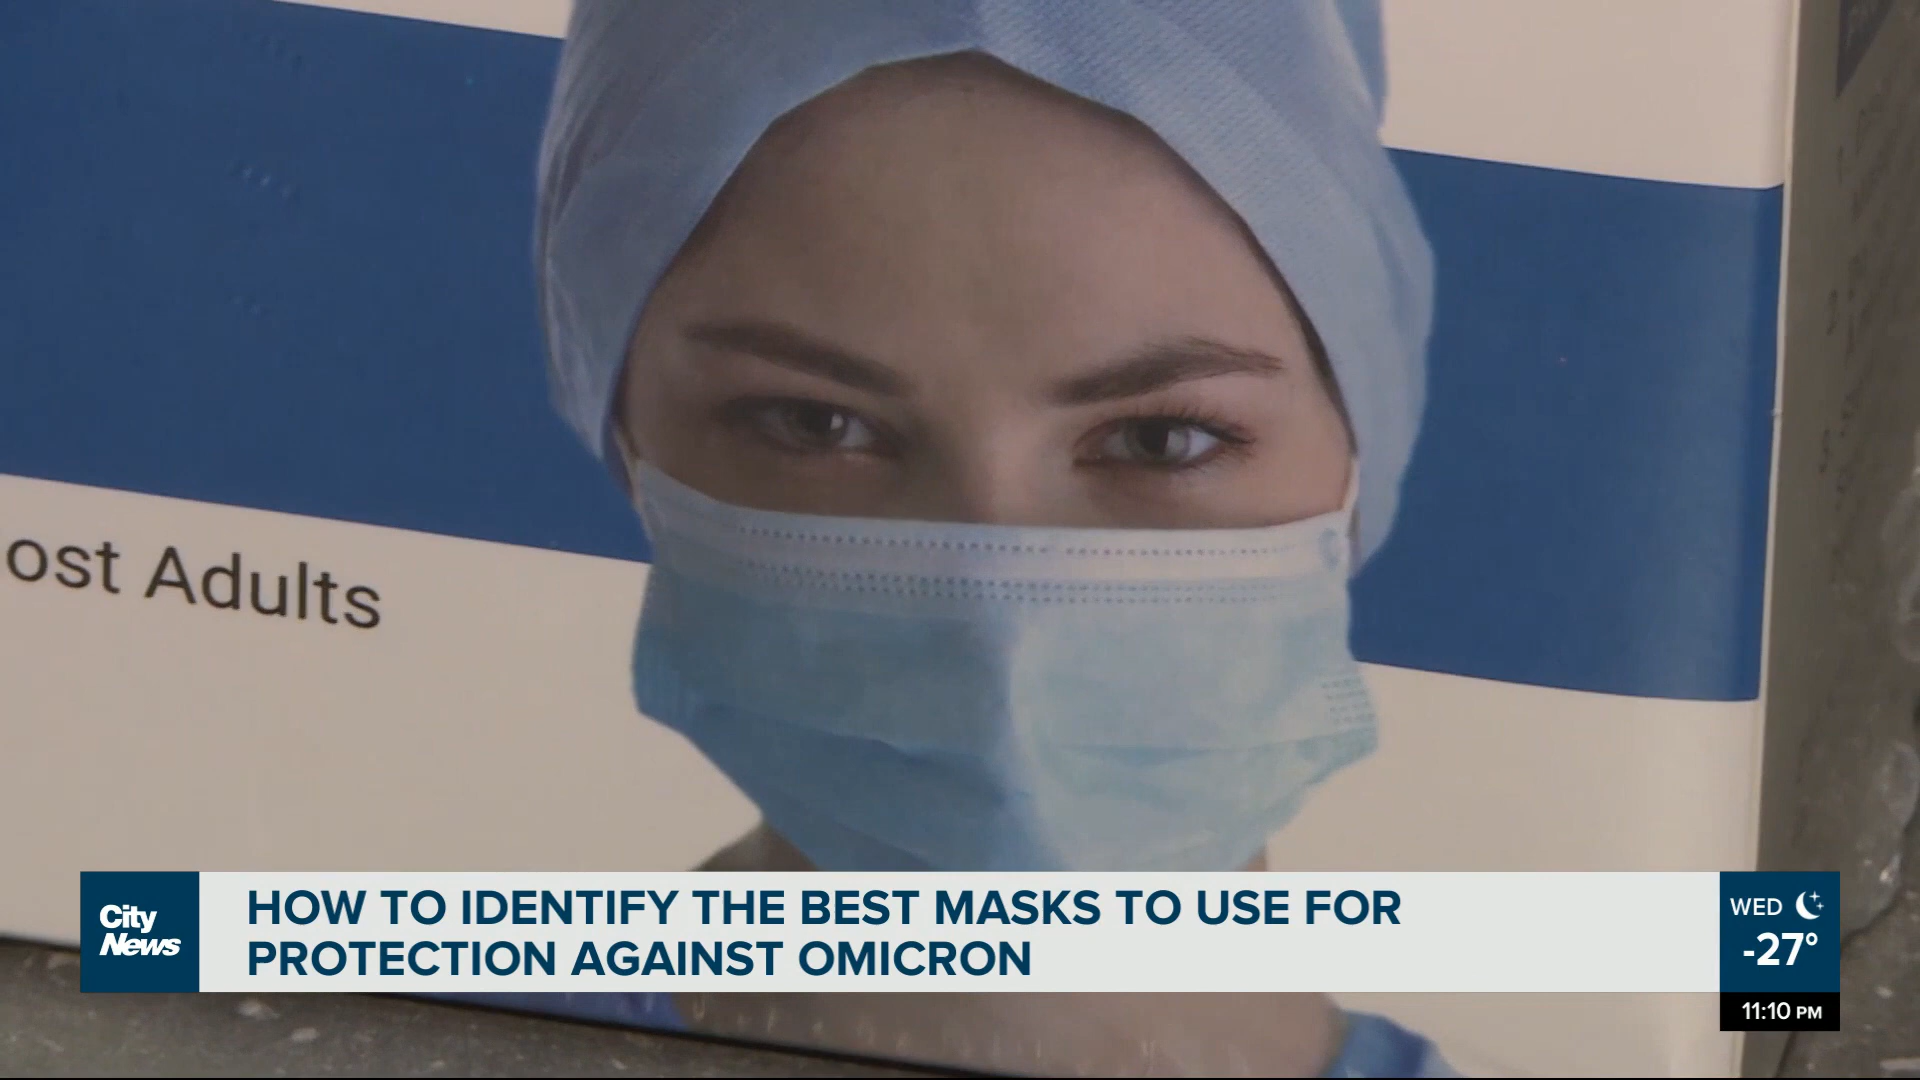 ost Adults
City
News
HOW TO IDENTIFY THE BEST MASKS TO USE FOR
PROTECTION AGAINST OMICRON
WED
-27°
11:10 PM